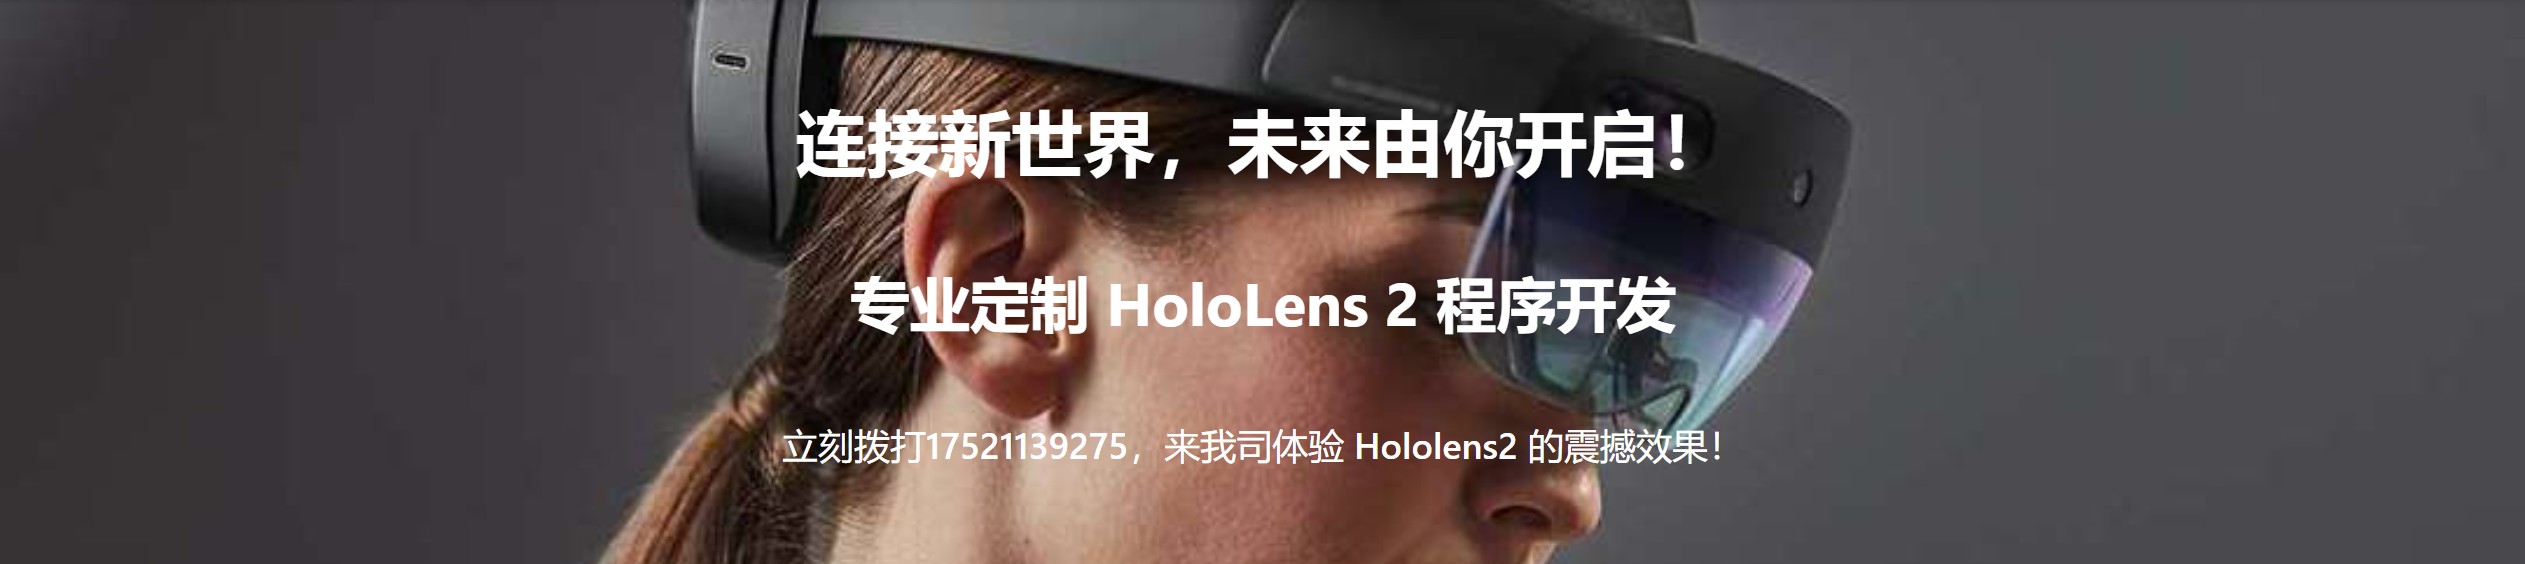 连接新世界，未来由你开启！
专业定制 HoloLens 2 程序开发
立刻拨打17521139275，来我司体验 Hololens2 的震撼效果！